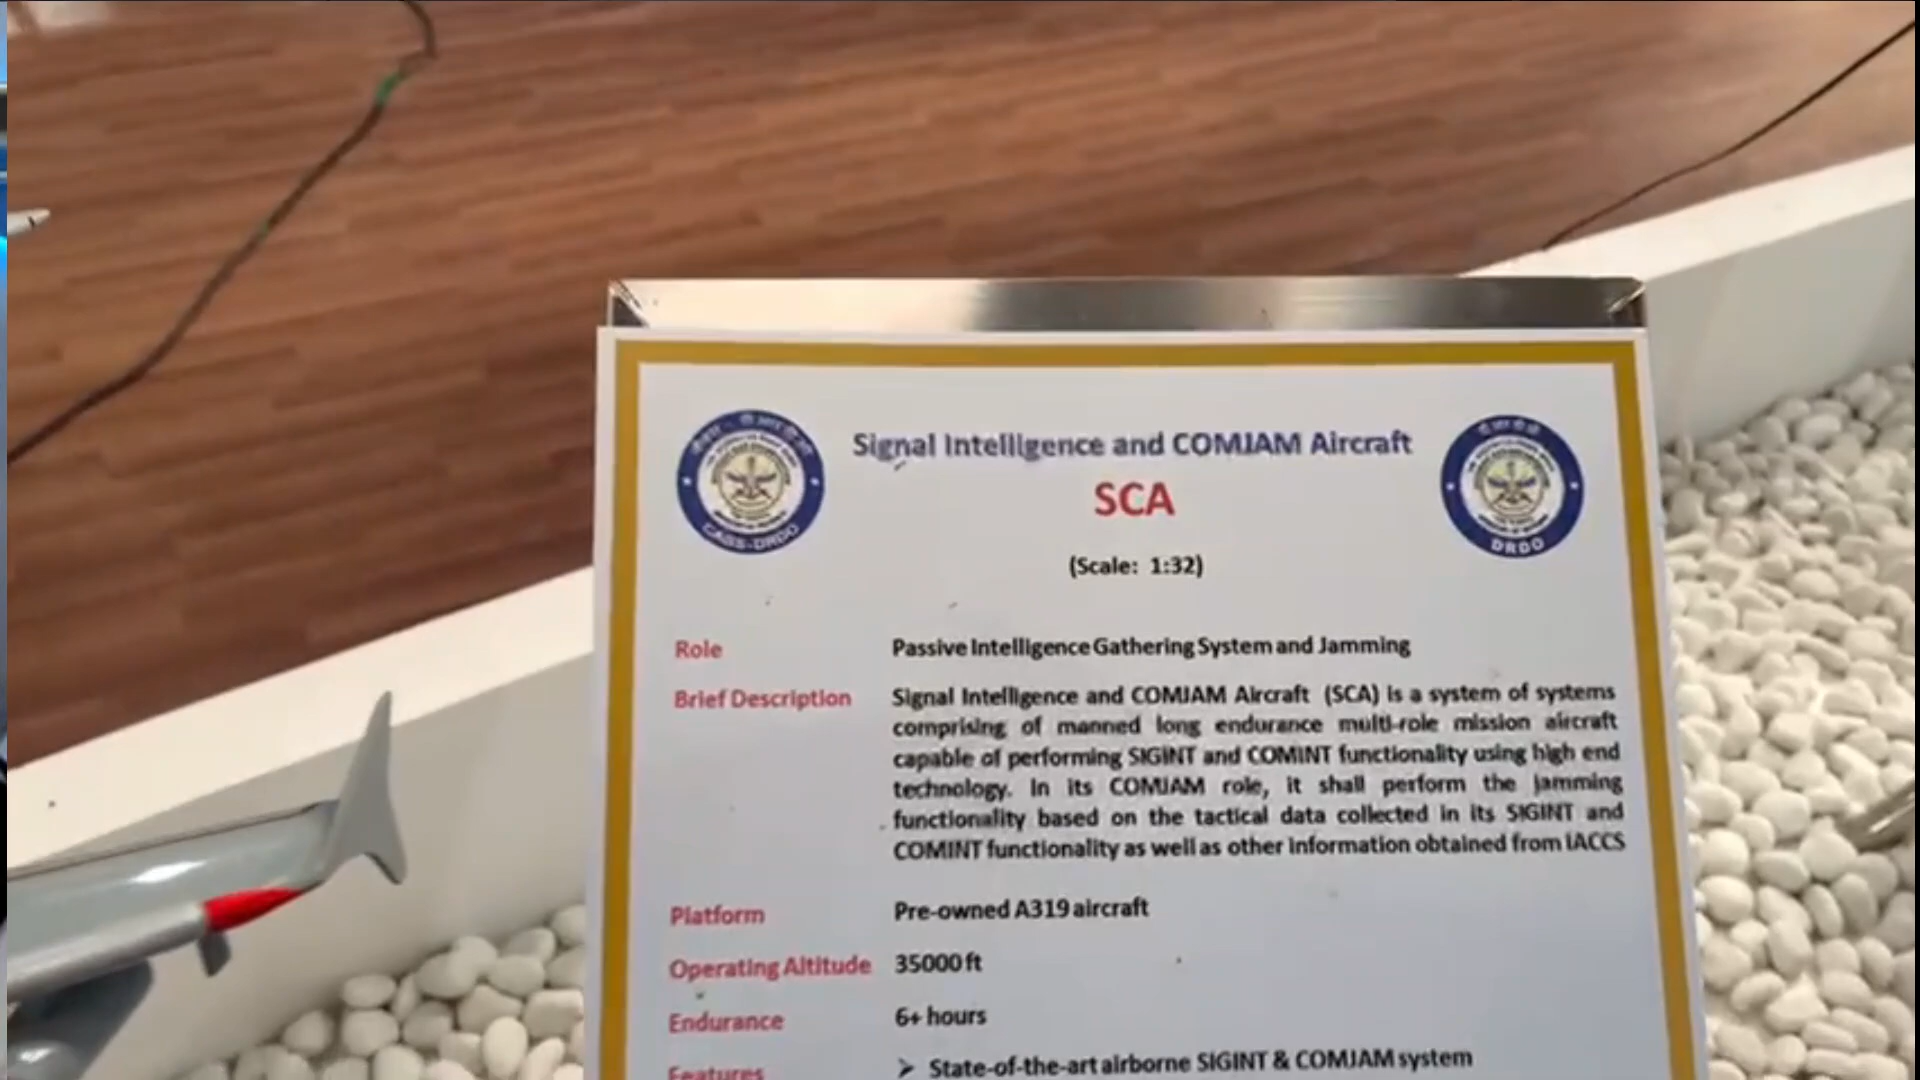 Signal Intelligence and COMJAM Aircraft
SCA
(Scale: 1:32)
CABS-DRDO
DRDO
Role Passive Intelligence Gathering System and Jamming
Brief Description Signal Intelligence and COMJAM Aircraft (SCA) is a system of systems
comprising of manned long endurance multi-role mission aircraft
capable of performing SIGINT and COMINT functionality using high end
technology. In its COMJAM role, it shall perform the jamming
functionality based on the tactical data collected in its SIGINT and
COMINT functionality as well as other information obtained from IACCS
Platform Pre-owned A319 aircraft
Operating Altitude 35000 ft
Endurance 6+ hours
Features ➤ State-of-the-art airborne SIGINT & COMJAM system